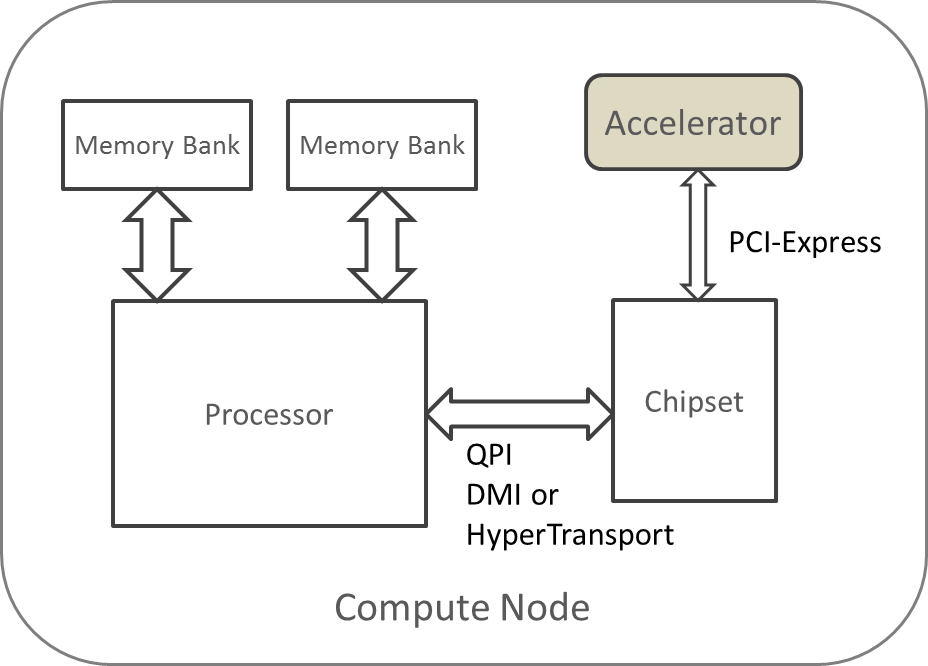 Memory Bank
Memory Bank
Accelerator
PCI-Express
Processor
Chipset
QPI
DMI or
HyperTransport
Compute Node